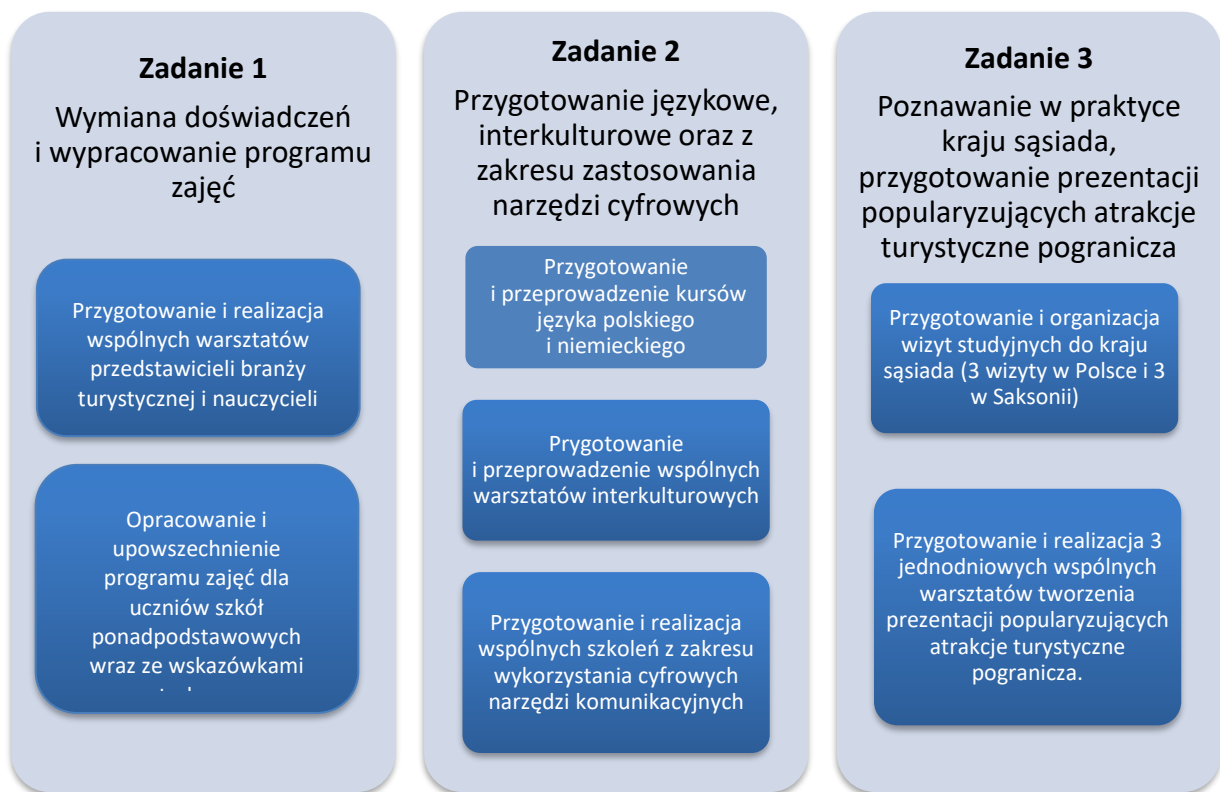 Zadanie 1
Wymiana doświadczeń
i wypracowanie programu
zajęć
Przygotowanie i realizacja
wspólnych warsztatów
przedstawicieli branży
turystycznej i nauczycieli
Opracowanie i
upowszechnienie
programu zajęć dla
uczniów szkół
ponadpodstawowych
wraz ze wskazówkami
Zadanie 2
Przygotowanie językowe,
interkulturowe oraz z
zakresu zastosowania
narzędzi cyfrowych
Przygotowanie
i przeprowadzenie kursów
języka polskiego
i niemieckiego
Prygotowanie
i przeprowadzenie wspólnych
warsztatów interkulturowych
Przygotowanie i realizacja
wspólnych szkoleń z zakresu
wykorzystania cyfrowych
narzędzi komunikacyjnych
Zadanie 3
Poznawanie w praktyce
kraju sąsiada,
przygotowanie prezentacji
popularyzujących atrakcje
turystyczne pogranicza
Przygotowanie i organizacja
wizyt studyjnych do kraju
sąsiada (3 wizyty w Polsce i 3
w Saksonii)
Przygotowanie i realizacja 3
jednodniowych wspólnych
warsztatów tworzenia
prezentacji popularyzujących
atrakcje turystyczne
pogranicza.